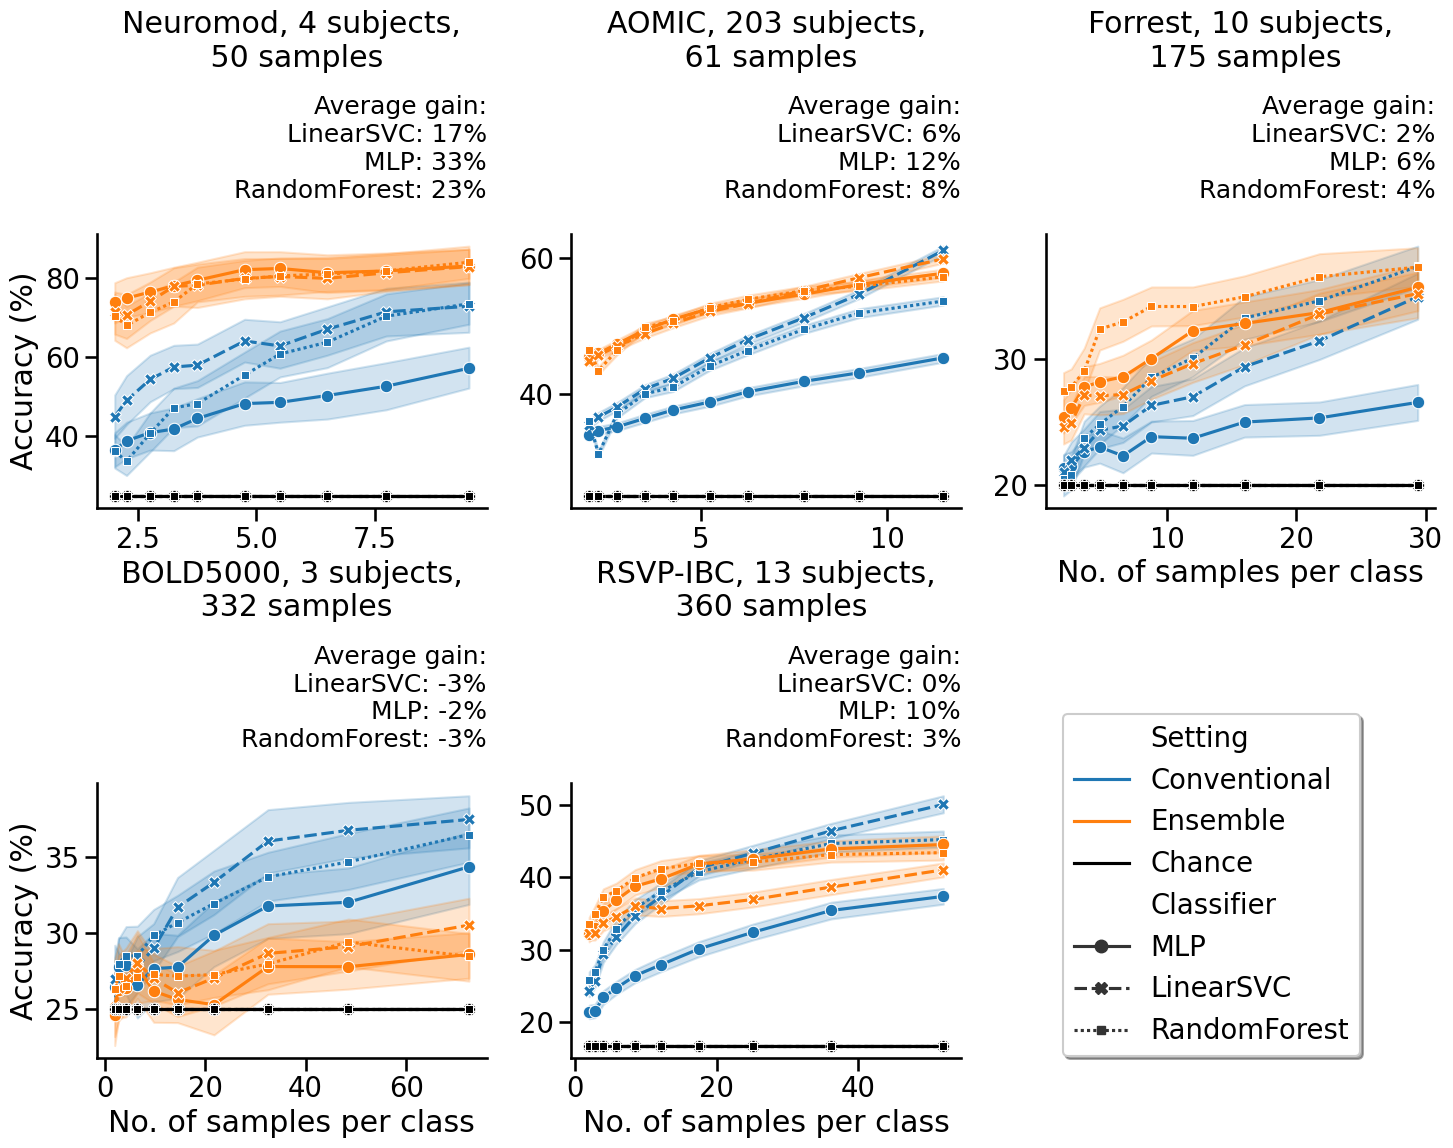 Neuromod, 4 subjects,
50 samples
Average gain:
LinearSVC: 17%
MLP: 33%
RandomForest: 23%
Accuracy (%)
80
60
40
2.5
5.0
7.5
AOMIC, 203 subjects,
61 samples
Average gain:
LinearSVC: 6%
MLP: 12%
RandomForest: 8%
60
40
5
10
Forrest, 10 subjects,
175 samples
Average gain:
LinearSVC: 2%
MLP: 6%
RandomForest: 4%
30
20
10
20
30
No. of samples per class
BOLD5000, 3 subjects,
332 samples
Average gain:
LinearSVC: -3%
MLP: -2%
RandomForest: -3%
Accuracy (%)
35
30
25
0
20
40
60
No. of samples per class
RSVP-IBC, 13 subjects,
360 samples
Average gain:
LinearSVC: 0%
MLP: 10%
RandomForest: 3%
50
40
30
20
0
20
40
No. of samples per class
Setting
Conventional
Ensemble
Chance
Classifier
MLP
LinearSVC
RandomForest